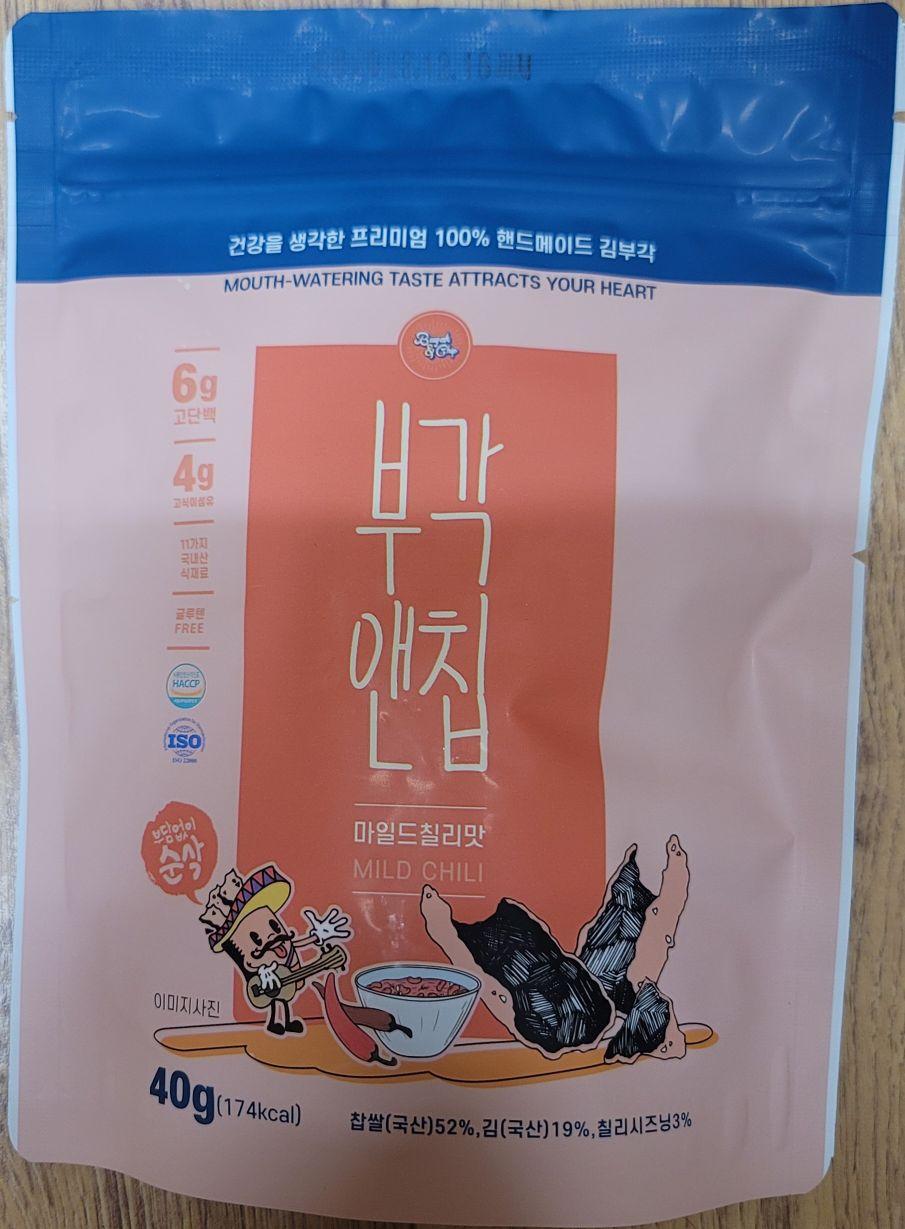 건강을 생각한 프리미엄 100% 핸드메이드 김부각
MOUTH-WATERING TASTE ATTRACTS YOUR HEART
6g
고단백
4g
고식이섬유
11가지
국내산
식재료
글루텐
FREE
HACCP
ISO
ISO 22000
부각
앤칩
마일드칠리맛
MILD CHILI
부담없이
순삭
이미지사진
40g(174kcal)
찹쌀(국산)52%,김(국산)19%,칠리시즈닝3%